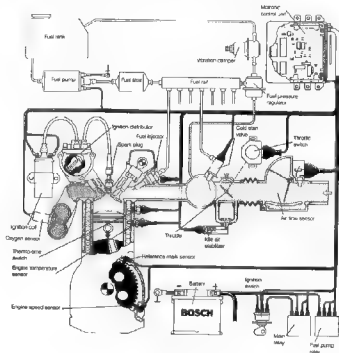 Motronic
control unit
Fuel tank
Vibration damper
Fuel pump
Fuel filter
Fuel rail
Fuel pressure
regulator
Ignition distributor
Fuel injector
Spark plug
Cold start
valve
Throttle
switch
Ignition coil
Oxygen sensor
Air flow sensor
Thermo-time
switch
Throttle
Idle air
stabilizer
Engine temperature
sensor
Reference mark sensor
Battery
Ignition
switch
Engine speed sensor
BOSCH
Main
relay
Fuel pump
relay